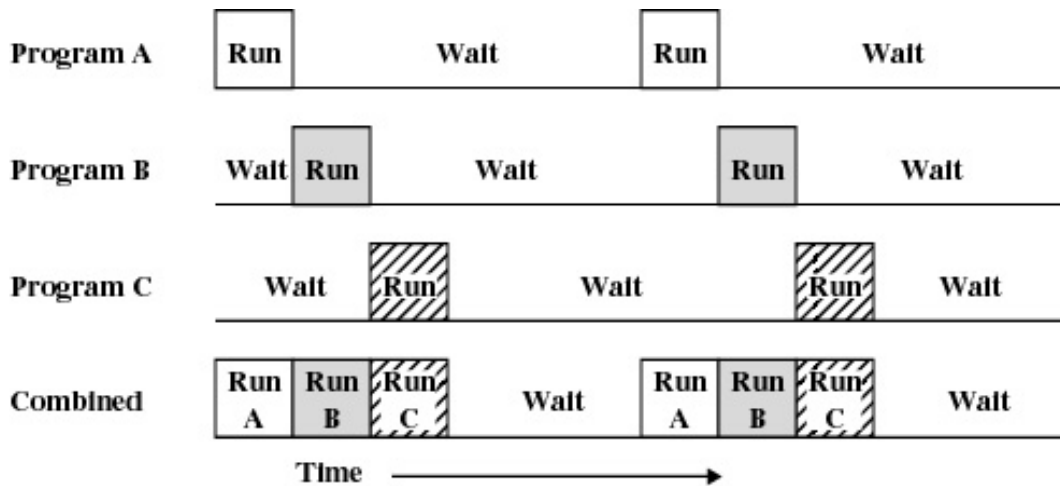 Program A Run Wait Run Wait
Program B Wait Run Wait Run Wait
Program C Wait Run Wait Run Wait
Combined Run A Run B Run C Wait Run A Run B Run C Wait
Time